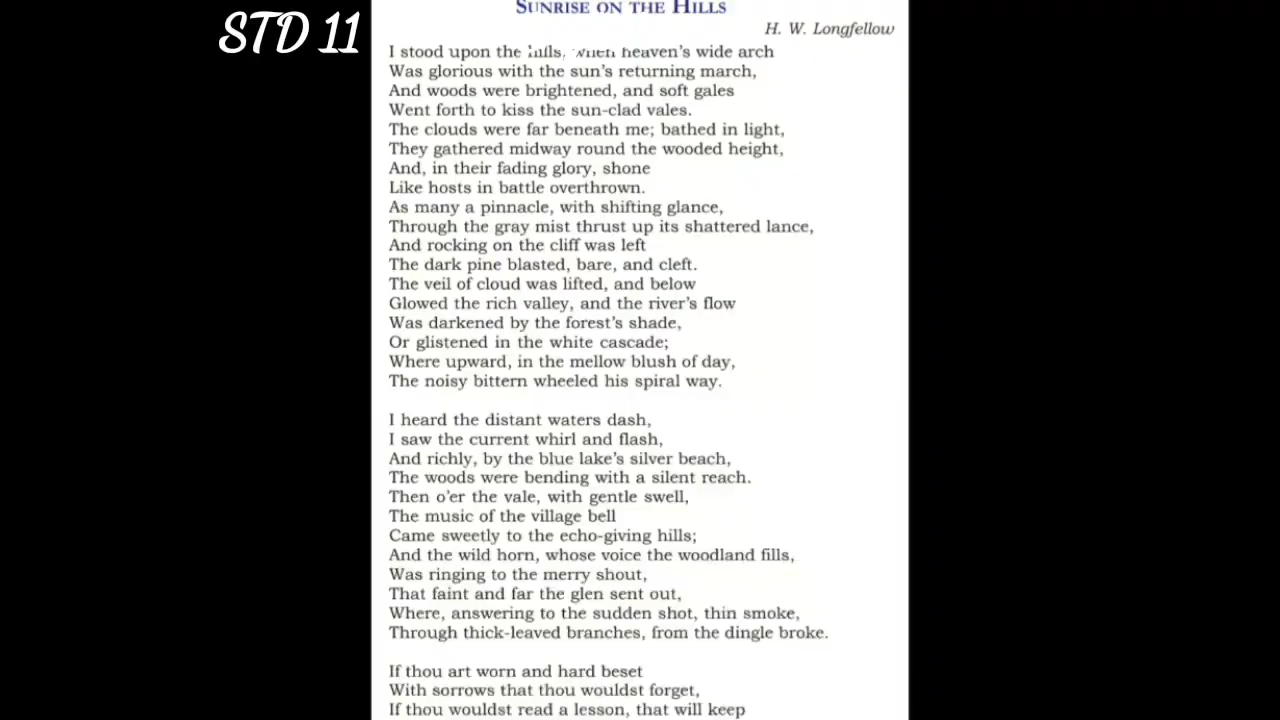 STD 11
SUNRISE ON THE HILLS
H. W. Longfellow
I stood upon the hills, when heaven's wide arch
Was glorious with the sun's returning march,
And woods were brightened, and soft gales
Went forth to kiss the sun-clad vales.
The clouds were far beneath me; bathed in light,
They gathered midway round the wooded height,
And, in their fading glory, shone
Like hosts in battle overthrown.
As many a pinnacle, with shifting glance,
Through the gray mist thrust up its shattered lance,
And rocking on the cliff was left
The dark pine blasted, bare, and cleft.
The veil of cloud was lifted, and below
Glowed the rich valley, and the river's flow
Was darkened by the forest's shade,
Or glistened in the white cascade;
Where upward, in the mellow blush of day,
The noisy bittern wheeled his spiral way.
I heard the distant waters dash,
I saw the current whirl and flash,
And richly, by the blue lake's silver beach,
The woods were bending with a silent reach.
Then o'er the vale, with gentle swell,
The music of the village bell
Came sweetly to the echo-giving hills;
And the wild horn, whose voice the woodland fills,
Was ringing to the merry shout,
That faint and far the glen sent out,
Where, answering to the sudden shot, thin smoke,
Through thick-leaved branches, from the dingle broke.
If thou art worn and hard beset
With sorrows that thou wouldst forget,
If thou wouldst read a lesson, that will keep